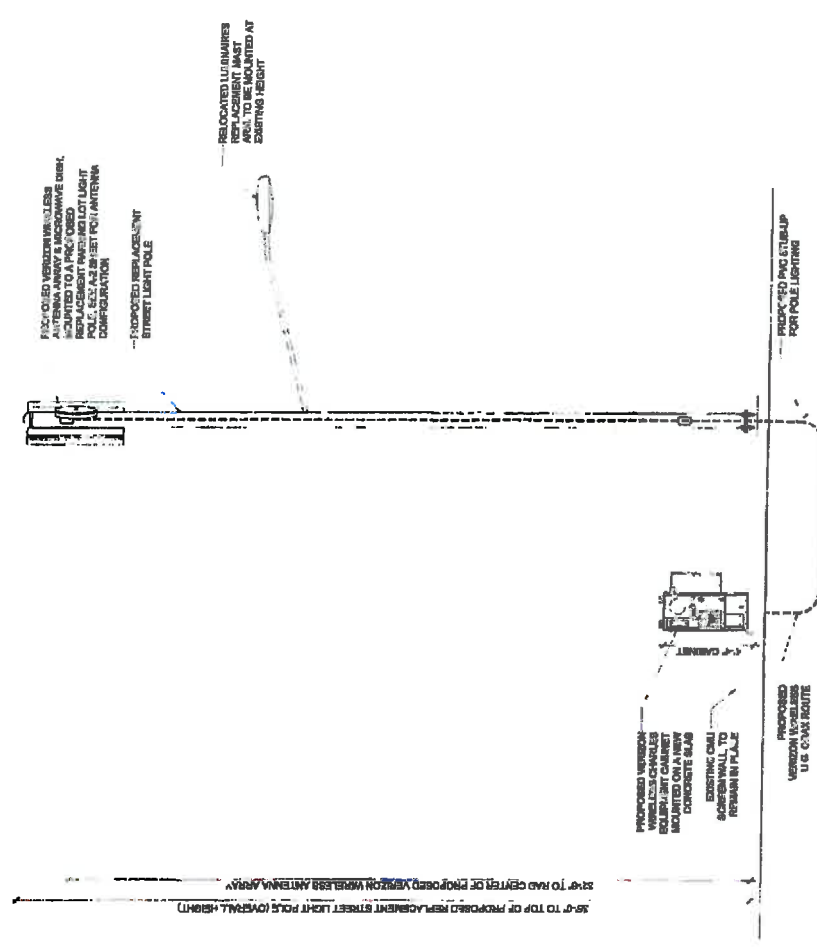 PROPOSED VERIZON WIRELESS
ANTENNA ARRAY & MICROWAVE DISH,
MOUNTED TO A PROPOSED
REPLACEMENT PARKING LOT LIGHT
POLE, SEE A-2 SHEET FOR ANTENNA
CONFIGURATION
PROPOSED REPLACEMENT
STREET LIGHT POLE
RELOCATED LUMINAIRES
REPLACEMENT MAST
ARM, TO BE MOUNTED AT
EXISTING HEIGHT
PROPOSED PVC STUB-UP
FOR POLE LIGHTING
CABINET
PROPOSED VERIZON
WIRELESS CHARLES
EQUIPMENT CABINET
MOUNTED ON A NEW
CONCRETE SLAB
EXISTING CMU
SCREEN WALL, TO
REMAIN IN PLACE
PROPOSED
VERIZON WIRELESS
U.G. COAX ROUTE
TO RAD CENTER OF PROPOSED VERIZON WIRELESS ANTENNA ARRAY
35'-0" TO TOP OF PROPOSED REPLACEMENT STREET LIGHT POLE (OVERALL HEIGHT)